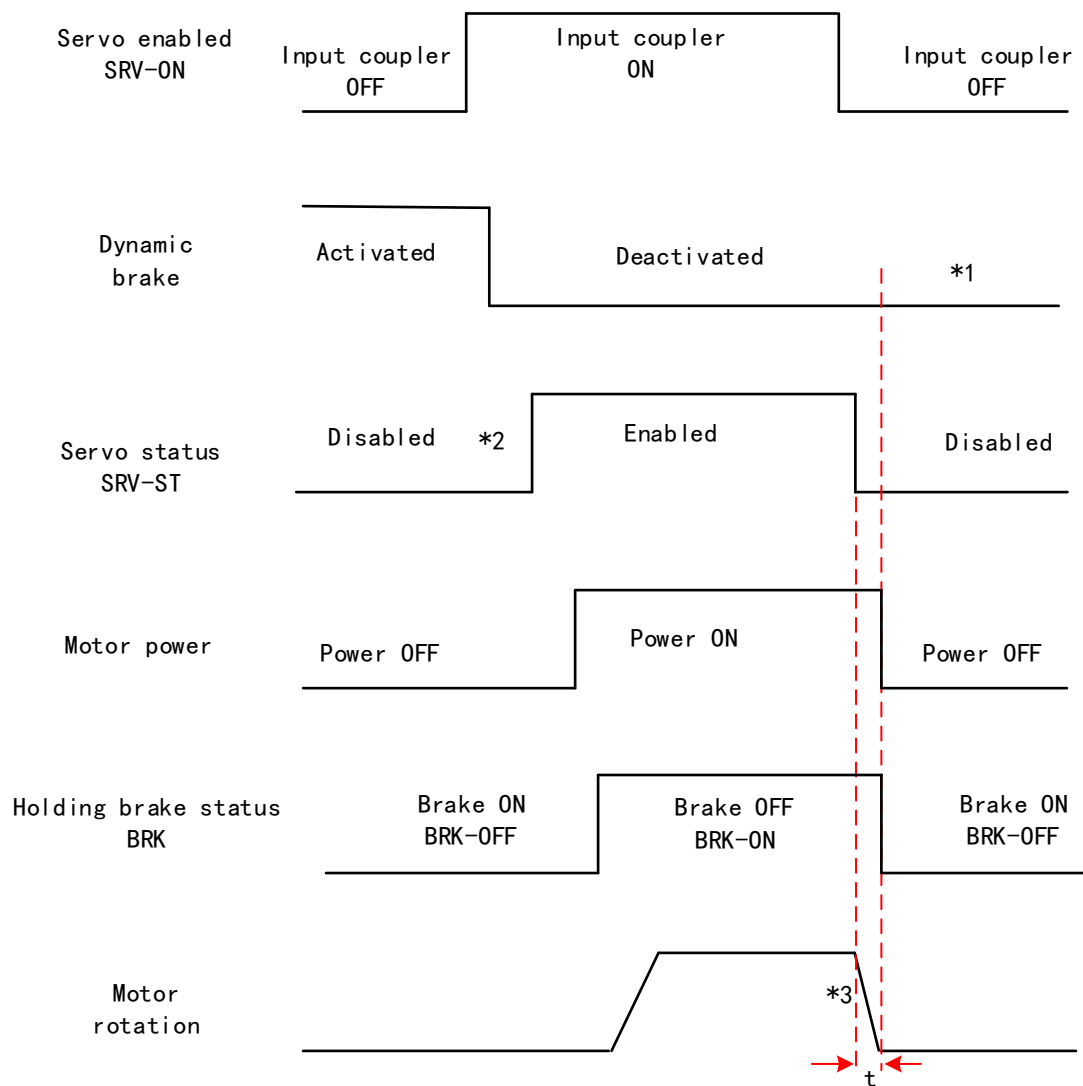 Servo enabled
SRV-ON
Input coupler
OFF
Input coupler
ON
Input coupler
OFF
Dynamic
brake
Activated
Deactivated
*1
Servo status
SRV-ST
Disabled
*2
Enabled
Disabled
Motor power
Power OFF
Power ON
Power OFF
Holding brake status
BRK
Brake ON
BRK-OFF
Brake OFF
BRK-ON
Brake ON
BRK-OFF
Motor
rotation
*3
t